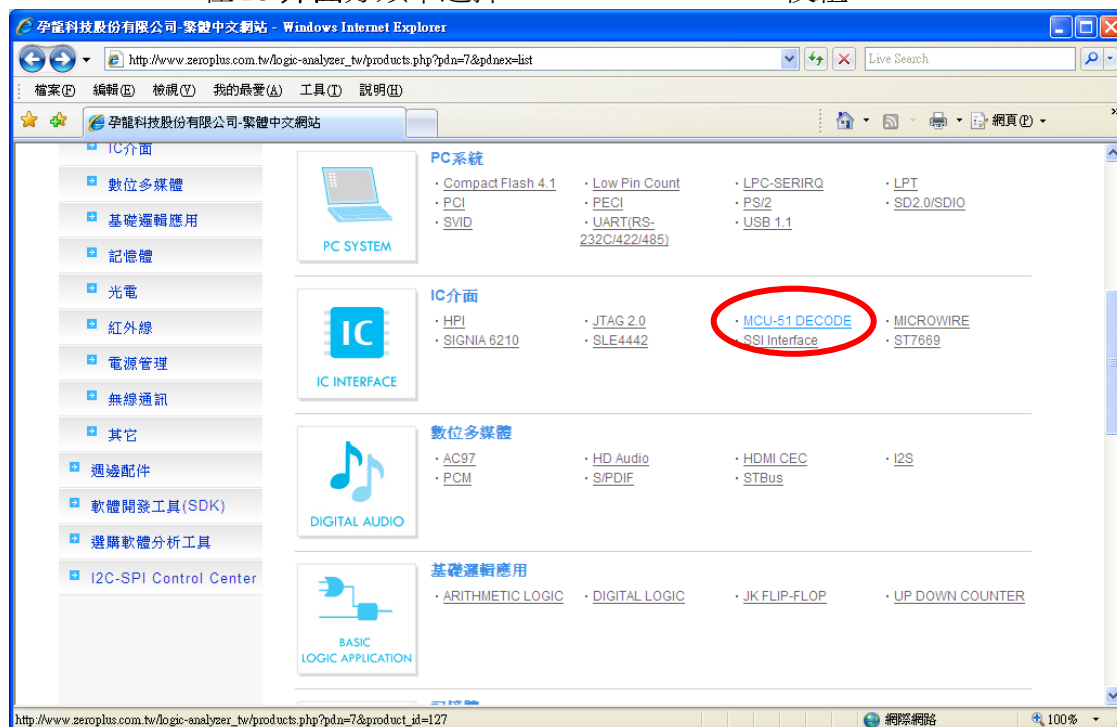 孕龍科技股份有限公司-繁體中文網站 - Windows Internet Explorer
http://www.zeroplus.com.tw/logic-analyzer_tw/products.php?pdn=7&pdnex=list
Live Search
檔案(F) 編輯(E) 檢視(V) 我的最愛(A) 工具(T) 說明(H)
孕龍科技股份有限公司-繁體中文網站
網頁(P)
IC介面
數位多媒體
基礎邏輯應用
記憶體
光電
紅外線
電源管理
無線通訊
其它
週邊配件
軟體開發工具(SDK)
選購軟體分析工具
I2C-SPI Control Center
PC SYSTEM
PC系統
· Compact Flash 4.1 · Low Pin Count · LPC-SERIRQ · LPT
· PCI · PECI · PS/2 · SD2.0/SDIO
· SVID · UART(RS-232C/422/485) · USB 1.1
IC
IC INTERFACE
IC介面
· HPI · JTAG 2.0 · MCU-51 DECODE · MICROWIRE
· SIGNIA 6210 · SLE4442 · SSI Interface · ST7669
DIGITAL AUDIO
數位多媒體
· AC97 · HD Audio · HDMI CEC · I2S
· PCM · S/PDIF · STBus
BASIC
LOGIC APPLICATION
基礎邏輯應用
· ARITHMETIC LOGIC · DIGITAL LOGIC · JK FLIP-FLOP · UP DOWN COUNTER
http://www.zeroplus.com.tw/logic-analyzer_tw/products.php?pdn=7&product_id=127
網際網路
100%